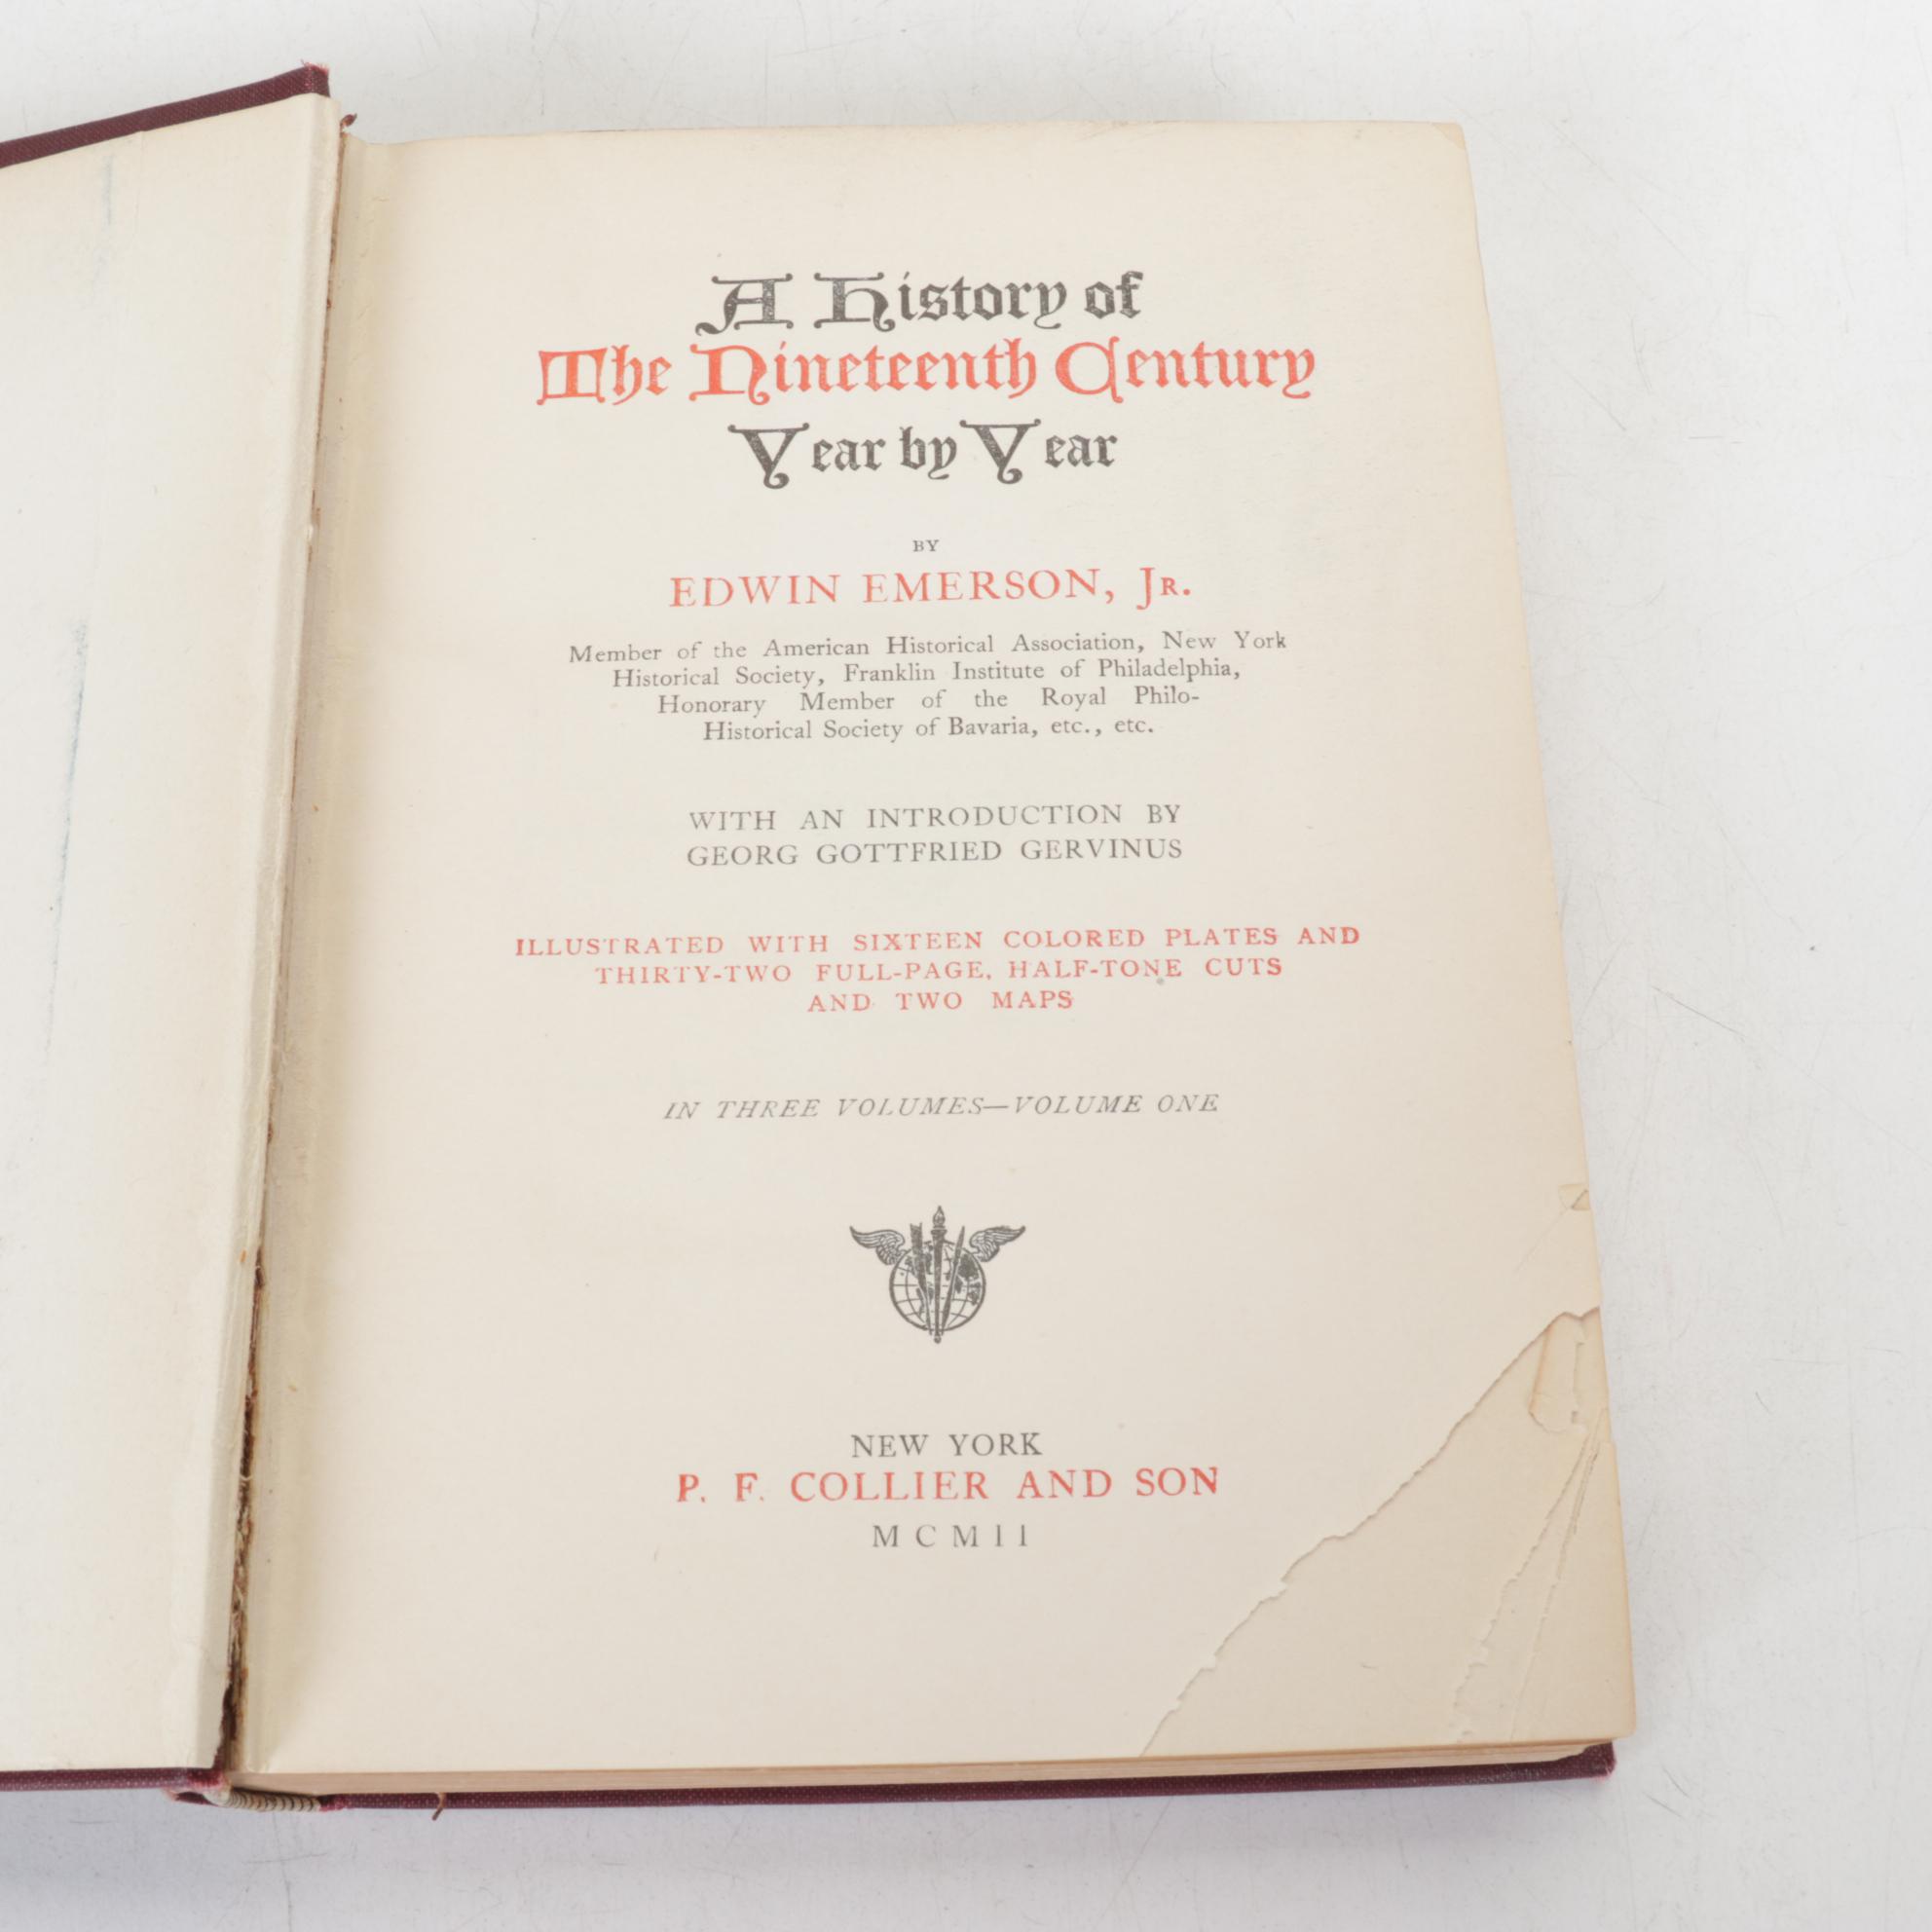 A History of
The Nineteenth Century
Year by Year
BY
EDWIN EMERSON, JR.
Member of the American Historical Association, New York
Historical Society, Franklin Institute of Philadelphia,
Honorary Member of the Royal Philo-
Historical Society of Bavaria, etc., etc.
WITH AN INTRODUCTION BY
GEORG GOTTFRIED GERVINUS
ILLUSTRATED WITH SIXTEEN COLORED PLATES AND
THIRTY-TWO FULL-PAGE, HALF-TONE CUTS
AND TWO MAPS
IN THREE VOLUMES—VOLUME ONE
NEW YORK
P. F. COLLIER AND SON
MCMII